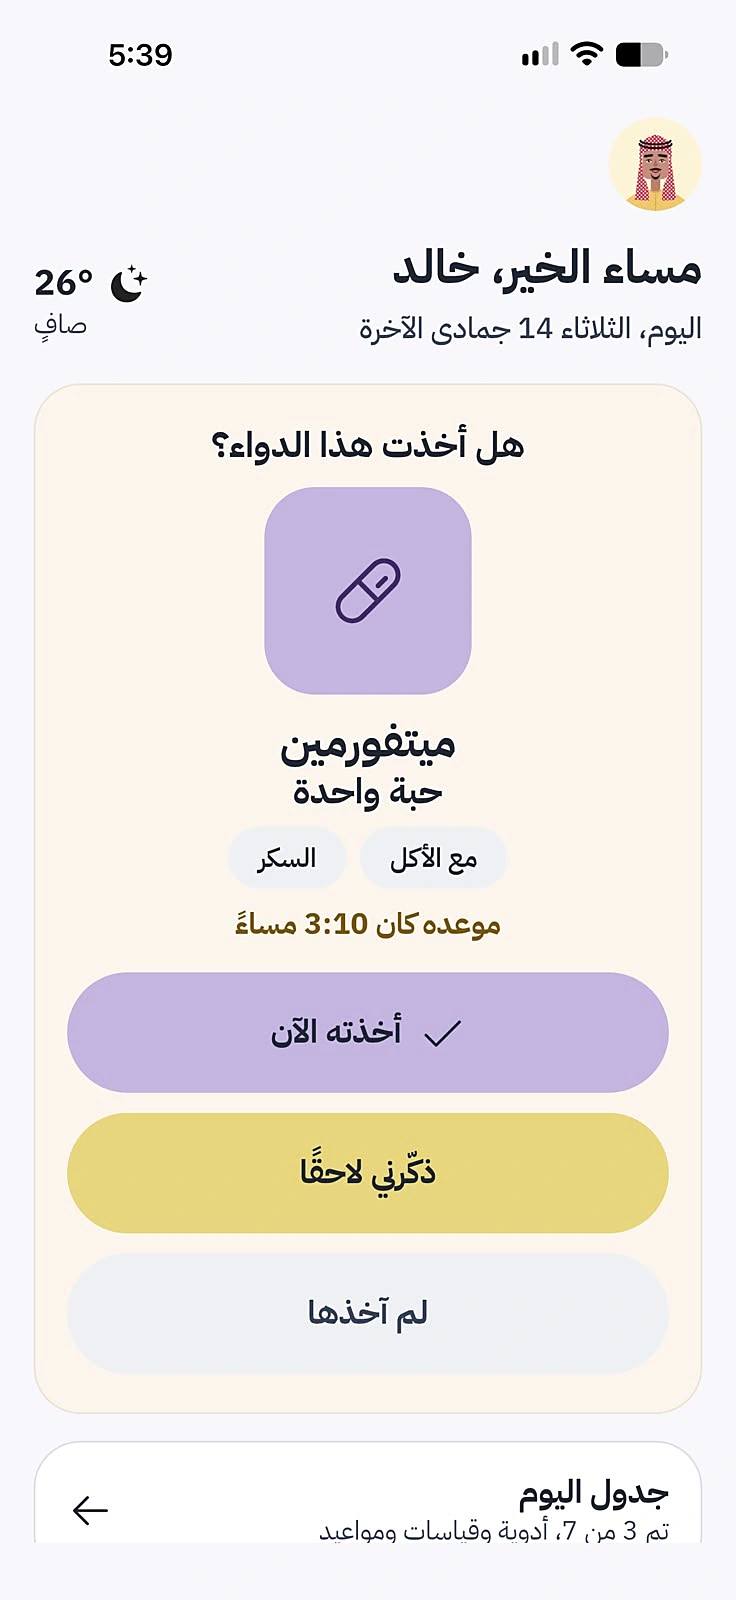 5:39
مساء الخير، خالد
26°
اليوم، الثلاثاء 14 جمادى الآخرة
صافٍ
هل أخذت هذا الدواء؟
ميتفورمين
حبة واحدة
مع الأكل
السكر
موعده كان 3:10 مساءً
أخذته الآن
ذكّرني لاحقًا
لم آخذها
جدول اليوم
تم 3 من 7، أدوية وقياسات ومواعيد